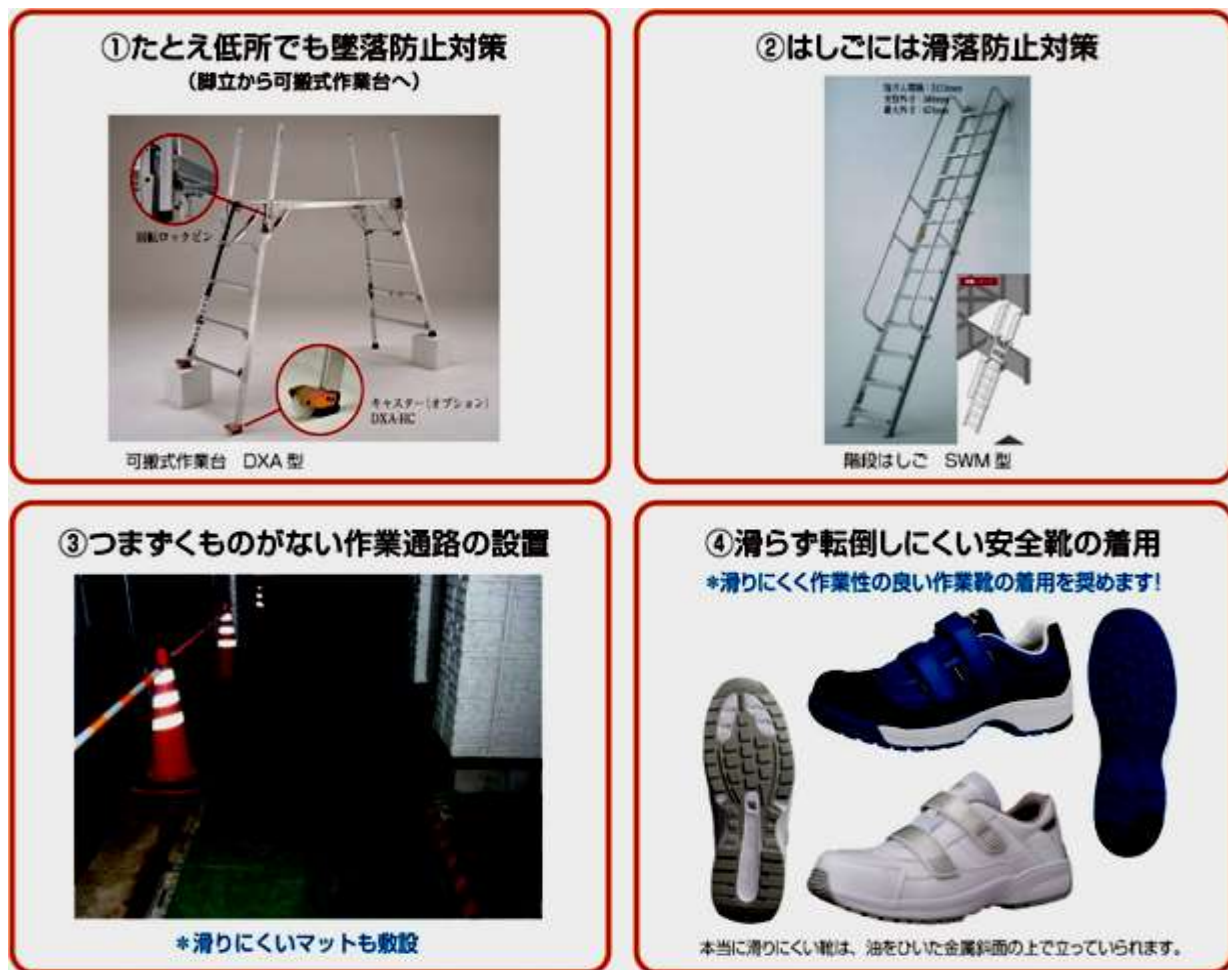 ①たとえ低所でも墜落防止対策
(脚立から可搬式作業台へ)
回転ロックピン
キャスター(オプション)
DXA-HC
可搬式作業台 DXA型
②はしごには滑落防止対策
階段はしご SWM型
③つまずくものがない作業通路の設置
*滑りにくいマットも敷設
④滑らず転倒しにくい安全靴の着用
*滑りにくく作業性の良い作業靴の着用を奨めます!
本当に滑りにくい靴は、油をひいた金属斜面の上で立っていられます。